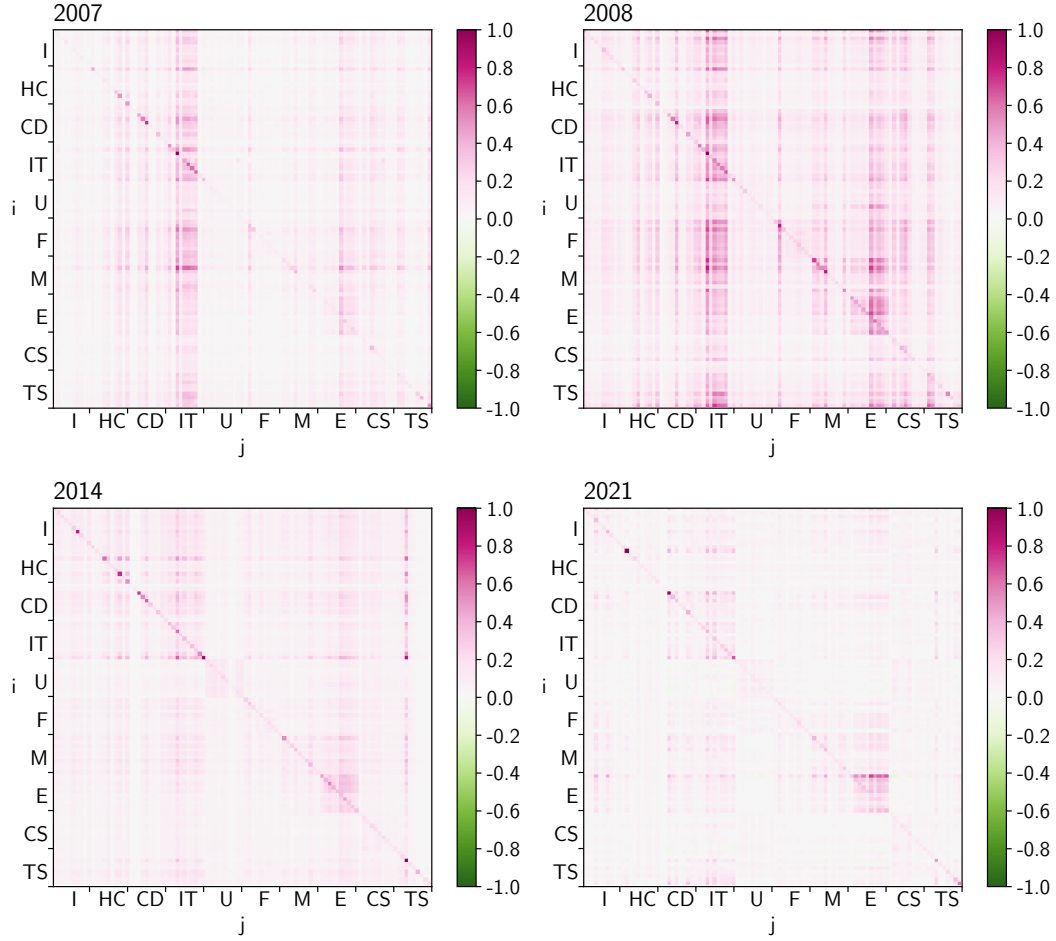 2007
I
HC
CD
IT
U
F
M
E
CS
TS
i
I HC CD IT U F M E CS TS
j
1.0
0.8
0.6
0.4
0.2
0.0
-0.2
-0.4
-0.6
-0.8
-1.0
2008
I
HC
CD
IT
U
F
M
E
CS
TS
i
I HC CD IT U F M E CS TS
j
1.0
0.8
0.6
0.4
0.2
0.0
-0.2
-0.4
-0.6
-0.8
-1.0
2014
I
HC
CD
IT
U
F
M
E
CS
TS
i
I HC CD IT U F M E CS TS
j
1.0
0.8
0.6
0.4
0.2
0.0
-0.2
-0.4
-0.6
-0.8
-1.0
2021
I
HC
CD
IT
U
F
M
E
CS
TS
i
I HC CD IT U F M E CS TS
j
1.0
0.8
0.6
0.4
0.2
0.0
-0.2
-0.4
-0.6
-0.8
-1.0